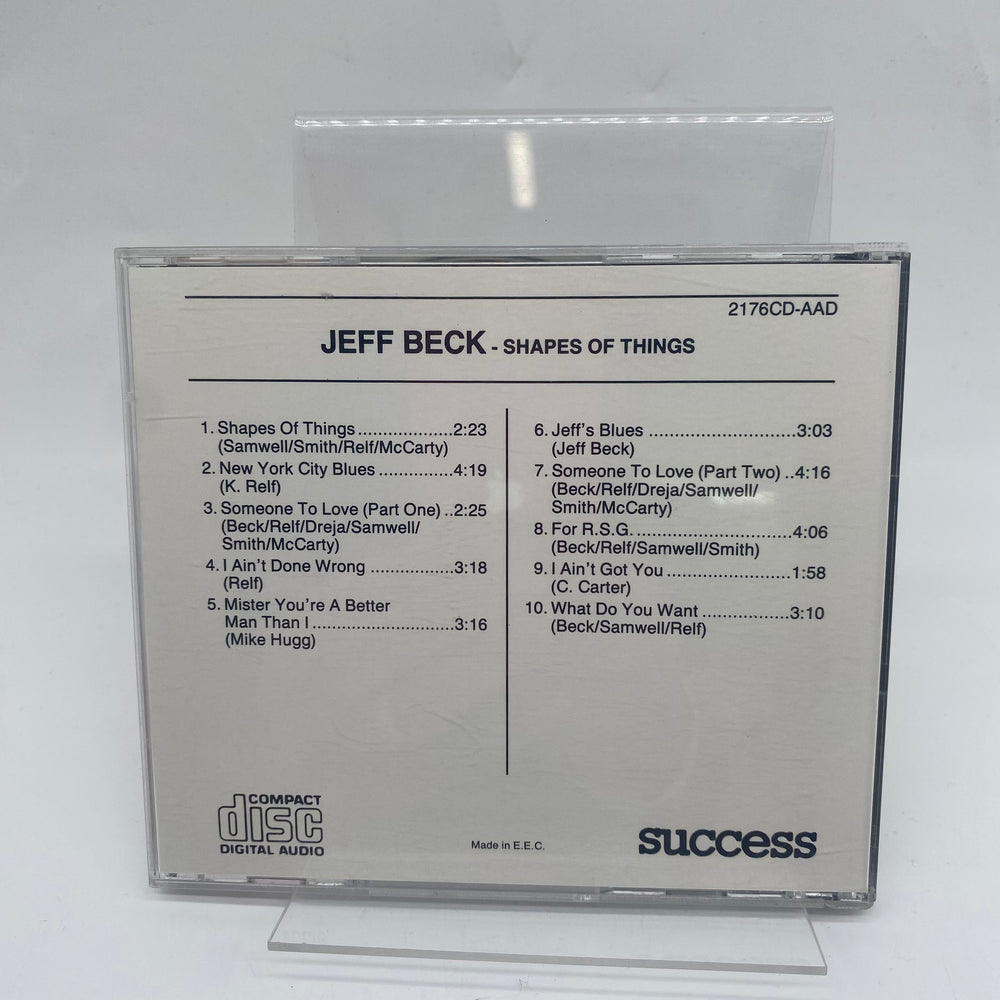 2176CD-AAD
JEFF BECK - SHAPES OF THINGS
1. Shapes Of Things....................2:23
(Samwell/Smith/Relf/McCarty)
2. New York City Blues ...............4:19
(K. Relf)
3. Someone To Love (Part One) ..2:25
(Beck/Relf/Dreja/Samwell/
Smith/McCarty)
4. I Ain't Done Wrong .................3:18
(Relf)
5. Mister You're A Better
Man Than I.............................3:16
(Mike Hugg)
6. Jeff's Blues ..............................3:03
(Jeff Beck)
7. Someone To Love (Part Two) ..4:16
(Beck/Relf/Dreja/Samwell/
Smith/McCarty)
8. For R.S.G. ...............................4:06
(Beck/Relf/Samwell/Smith)
9. I Ain't Got You .........................1:58
(C. Carter)
10. What Do You Want ..................3:10
(Beck/Samwell/Relf)
COMPACT
disc
DIGITAL AUDIO
Made in E.E.C.
success